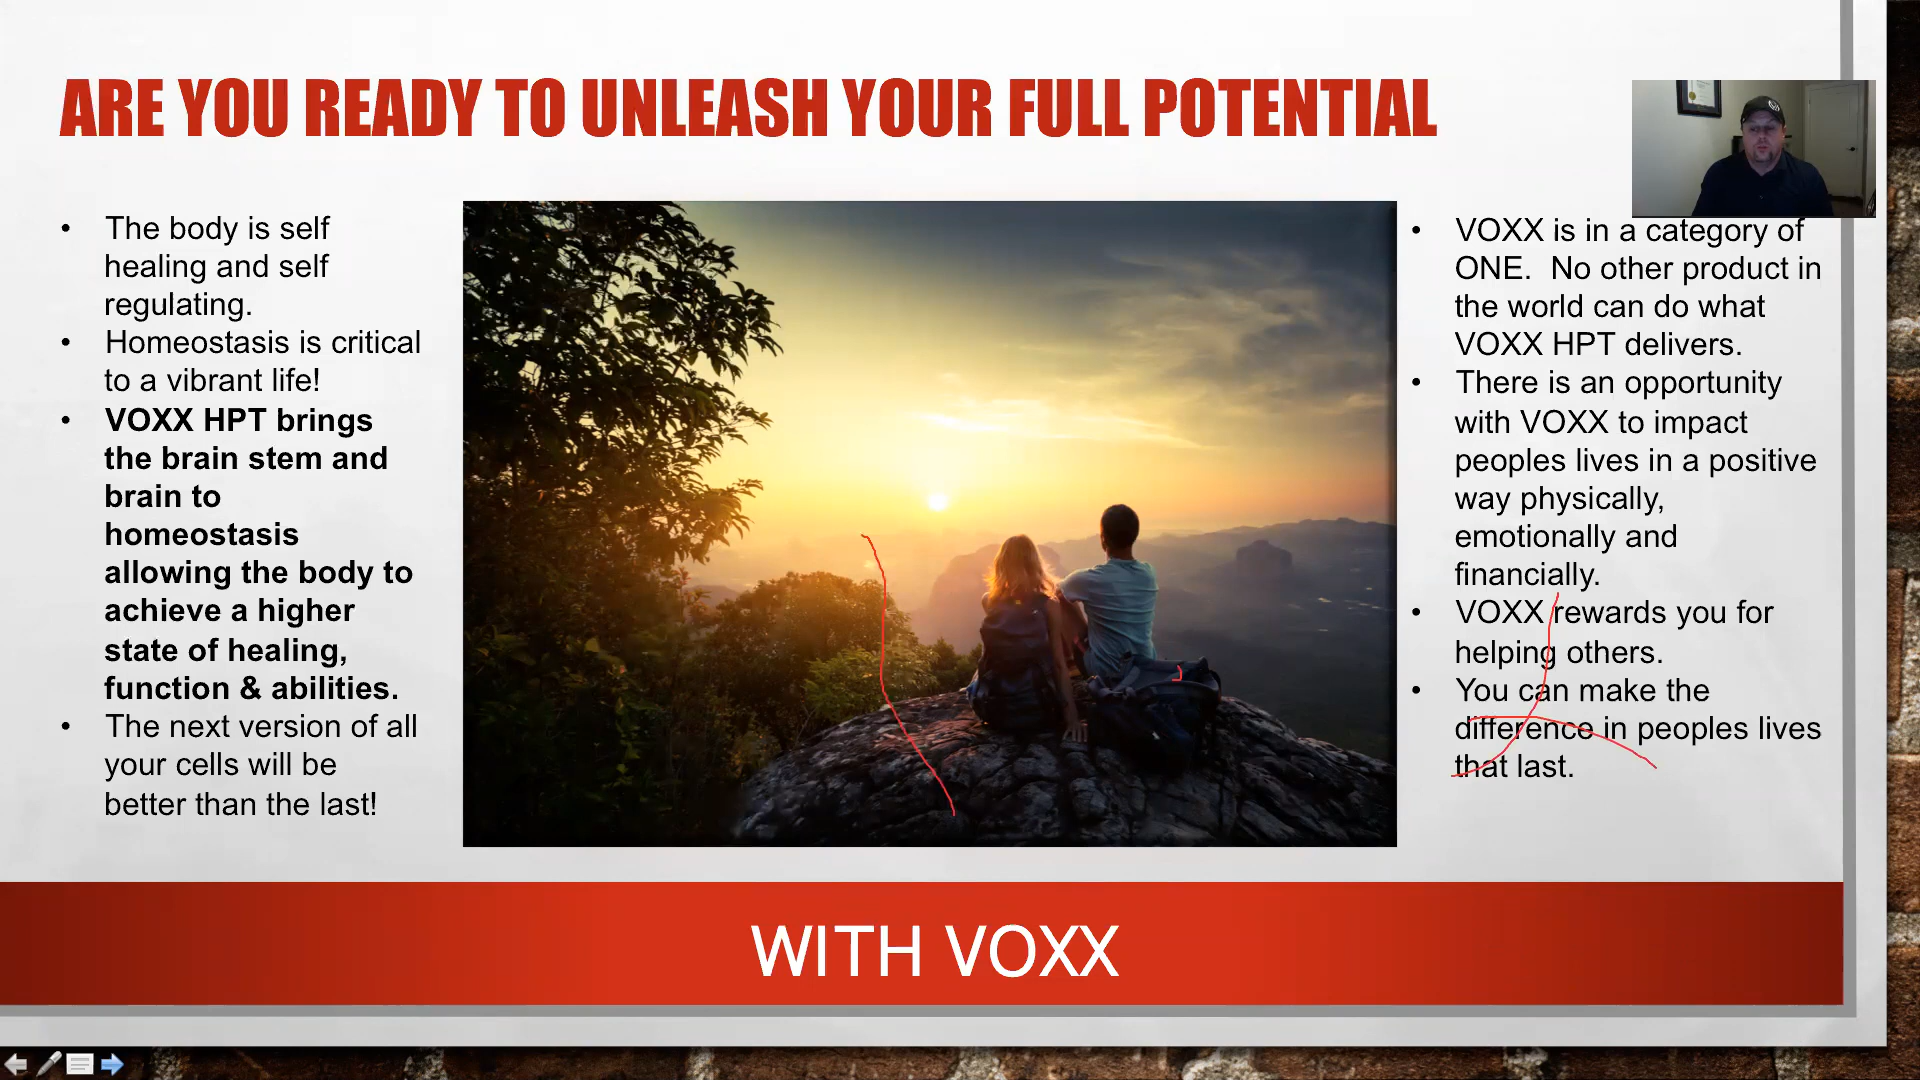 ARE YOU READY TO UNLEASH YOUR FULL POTENTIAL
• The body is self
healing and self
regulating.
• Homeostasis is critical
to a vibrant life!
• VOXX HPT brings
the brain stem and
brain to
homeostasis
allowing the body to
achieve a higher
state of healing,
function & abilities.
• The next version of all
your cells will be
better than the last!
• VOXX is in a category of
ONE.  No other product in
the world can do what
VOXX HPT delivers.
• There is an opportunity
with VOXX to impact
peoples lives in a positive
way physically,
emotionally and
financially.
• VOXX rewards you for
helping others.
• You can make the
difference in peoples lives
that last.
WITH VOXX